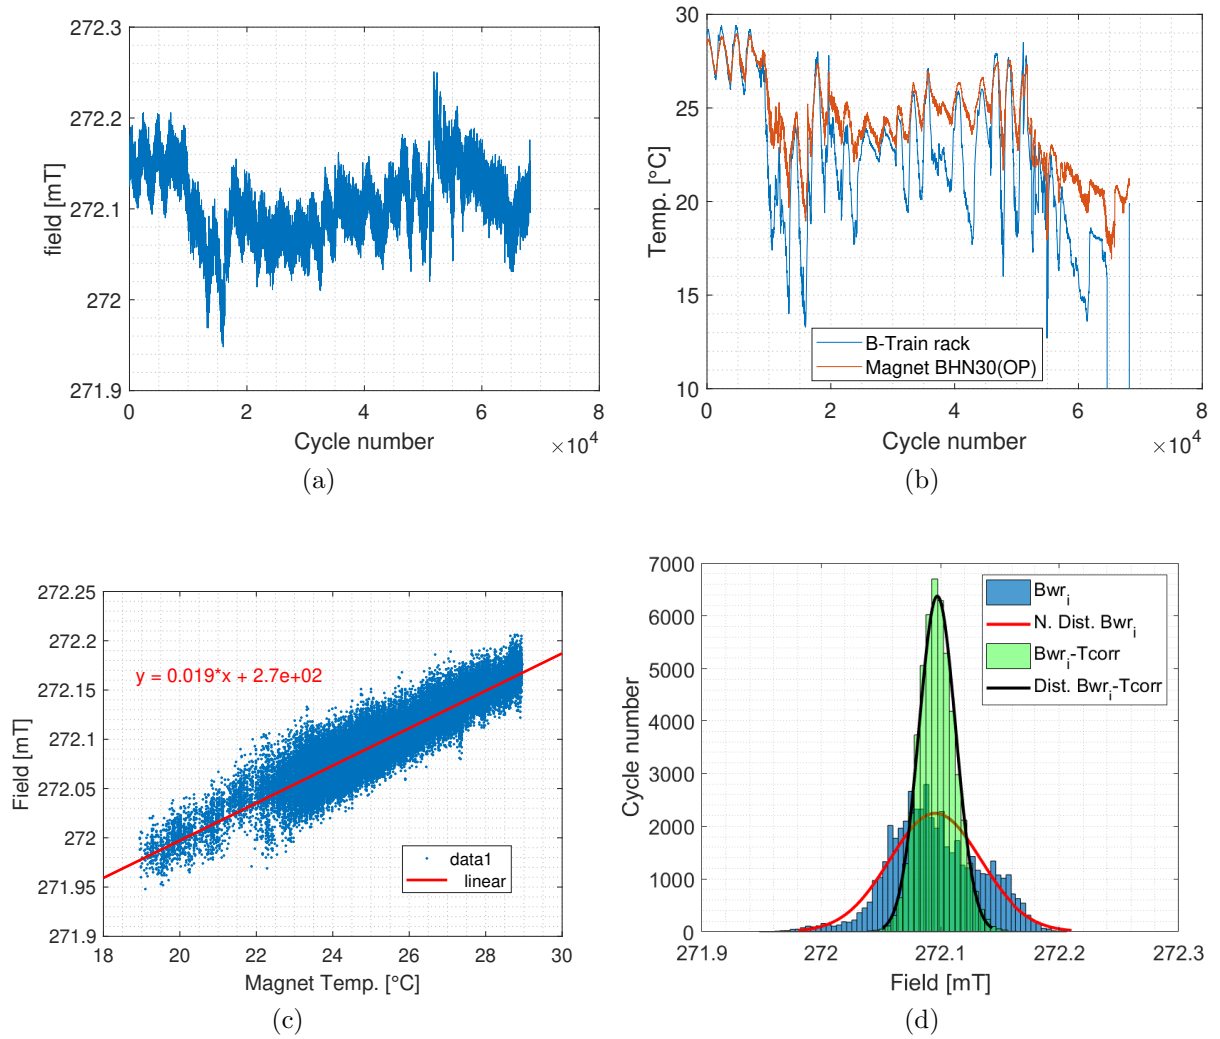 272.3
272.2
272.1
272
271.9
field [mT]
0
2
4
6
8
×10^4
Cycle number
(a)
30
25
20
15
10
Temp. [°C]
B-Train rack
Magnet BHN30(OP)
0
2
4
6
8
×10^4
Cycle number
(b)
272.25
272.2
272.15
272.1
272.05
272
271.95
271.9
Field [mT]
y = 0.019*x + 2.7e+02
data1
linear
18
20
22
24
26
28
30
Magnet Temp. [°C]
(c)
7000
6000
5000
4000
3000
2000
1000
0
Cycle number
Bwr_i
N. Dist. Bwr_i
Bwr_i-Tcorr
Dist. Bwr_i-Tcorr
271.9
272
272.1
272.2
272.3
Field [mT]
(d)